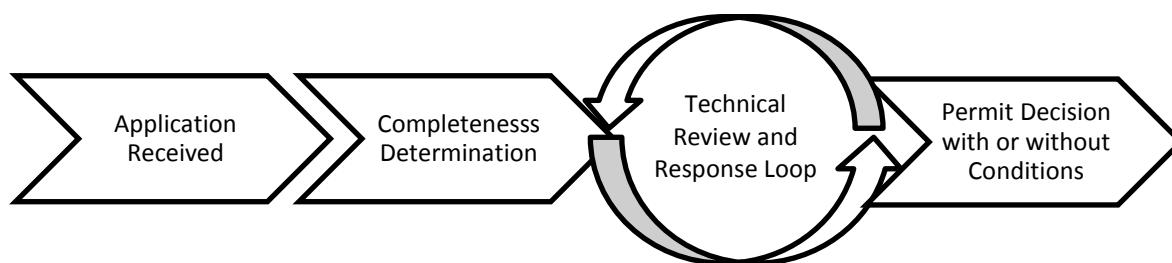 Application
Received
Completenesss
Determination
Technical
Review and
Response Loop
Permit Decision
with or without
Conditions